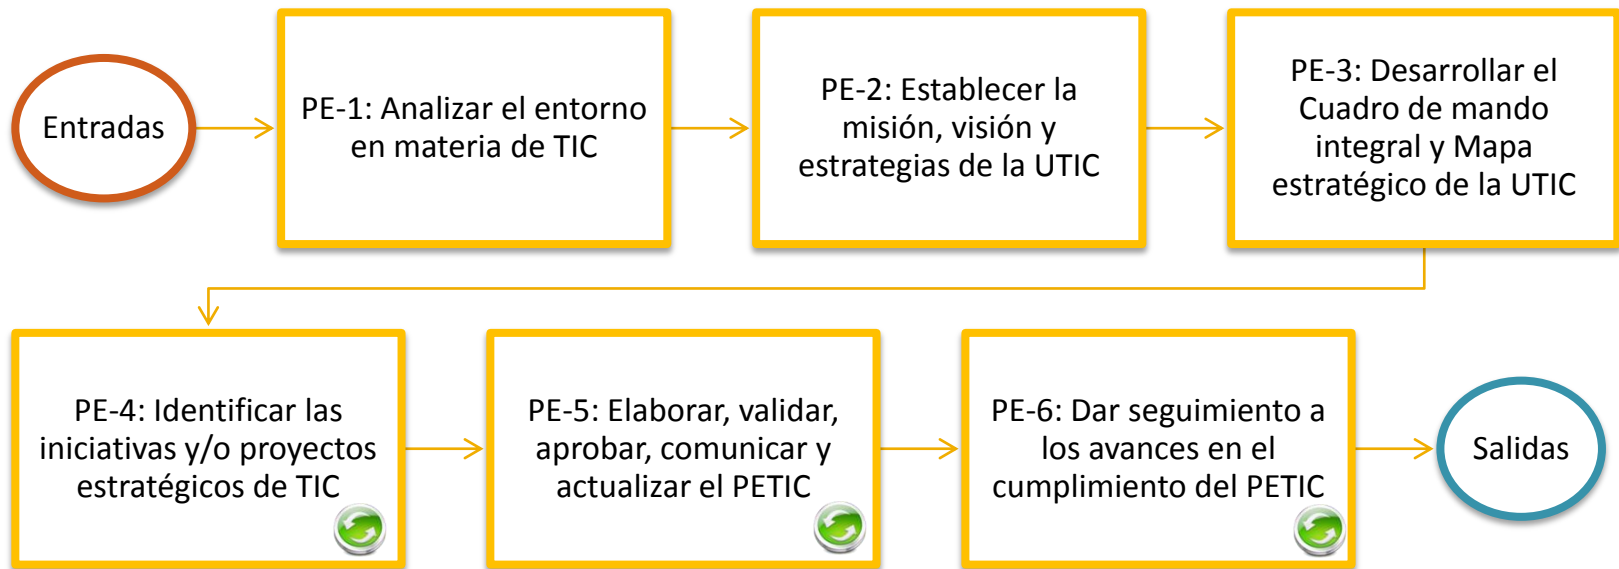 Entradas
PE-1: Analizar el entorno
en materia de TIC
PE-2: Establecer la
misión, visión y
estrategias de la UTIC
PE-3: Desarrollar el
Cuadro de mando
integral y Mapa
estratégico de la UTIC
PE-4: Identificar las
iniciativas y/o proyectos
estratégicos de TIC
PE-5: Elaborar, validar,
aprobar, comunicar y
actualizar el PETIC
PE-6: Dar seguimiento a
los avances en el
cumplimiento del PETIC
Salidas